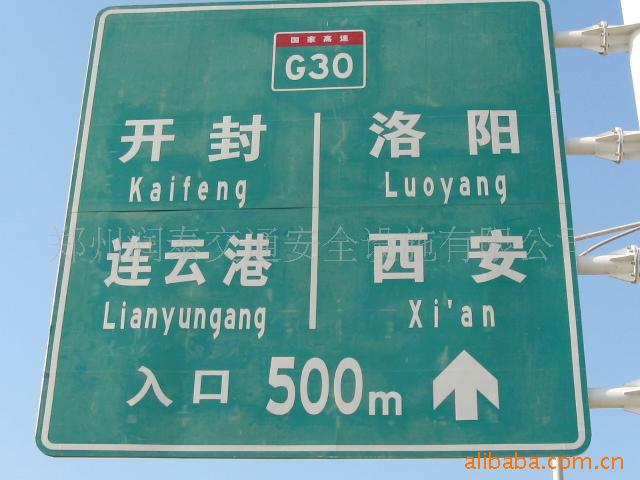 国家高速
G30
开封 洛阳
Kaifeng Luoyang
郑州润泰交通安全设施有限公司
连云港 西安
Lianyungang Xi'an
入口 500m
alibaba.com.cn